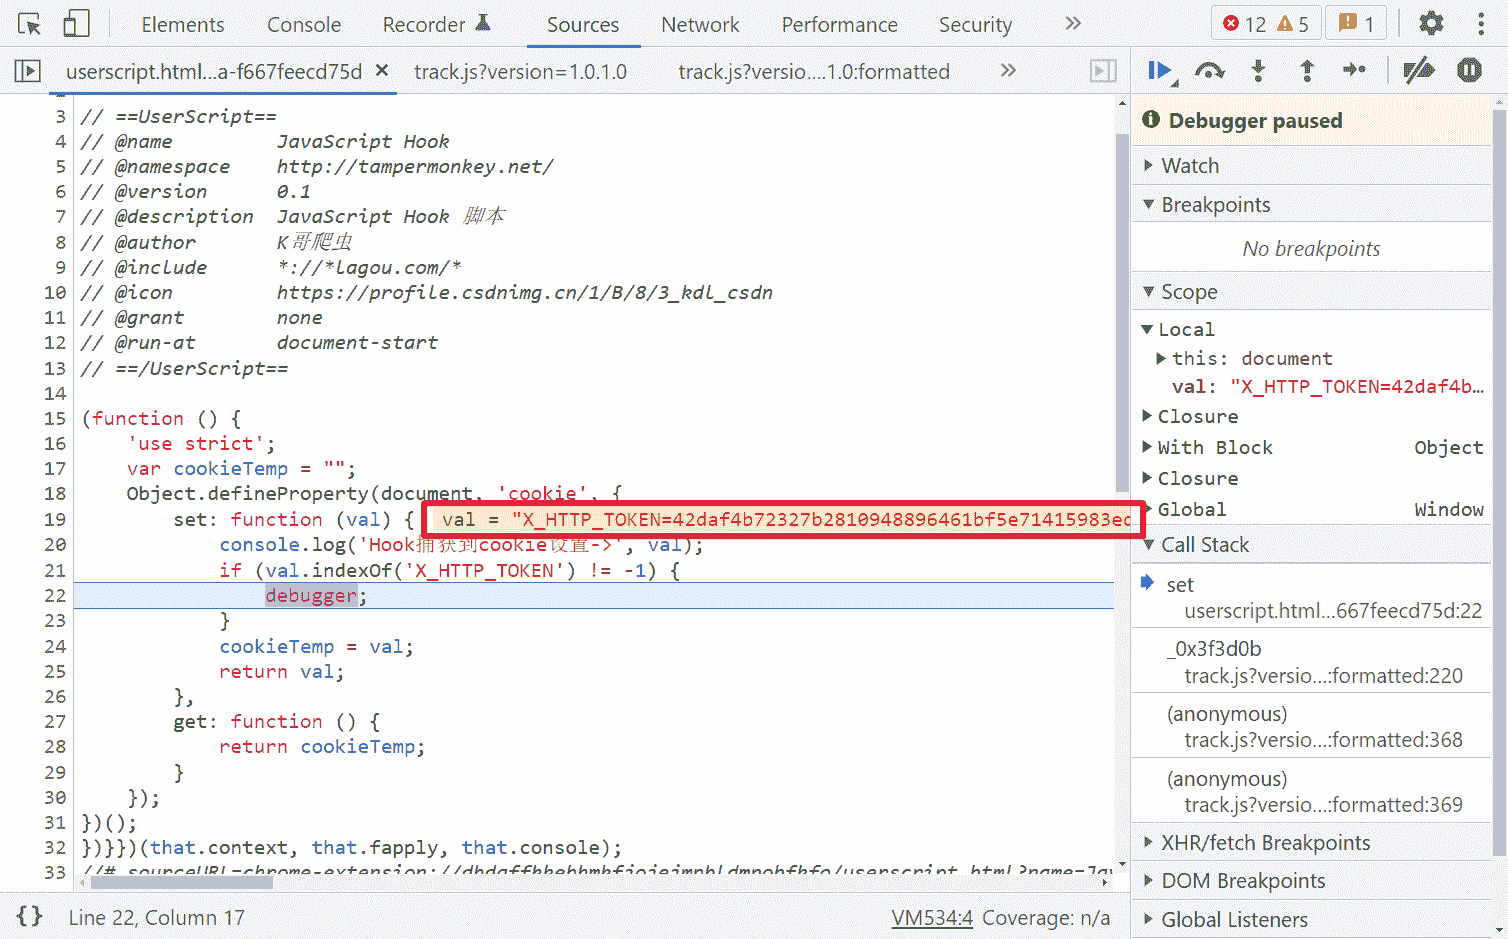 Elements Console Recorder Sources Network Performance Security 12 5 1
userscript.html...a-f667feecd75d × track.js?version=1.0.1.0 track.js?versio....1.0:formatted
3 // ==UserScript==
4 // @name JavaScript Hook
5 // @namespace http://tampermonkey.net/
6 // @version 0.1
7 // @description JavaScript Hook 脚本
8 // @author K哥爬虫
9 // @include *://*lagou.com/*
10 // @icon https://profile.csdnimg.cn/1/B/8/3_kdl_csdn
11 // @grant none
12 // @run-at document-start
13 // ==/UserScript==
14
15 (function () {
16 'use strict';
17 var cookieTemp = "";
18 Object.defineProperty(document, 'cookie', {
19 set: function (val) { val = "X_HTTP_TOKEN=42daf4b72327b2810948896461bf5e71415983ed
20 console.log('Hook捕获到cookie设置->', val);
21 if (val.indexOf('X_HTTP_TOKEN') != -1) {
22 debugger;
23 }
24 cookieTemp = val;
25 return val;
26 },
27 get: function () {
28 return cookieTemp;
29 }
30 });
31 })();
32 })}})(that.context, that.fapply, that.console);
33
{} Line 22, Column 17 VM534:4 Coverage: n/a
Debugger paused
Watch
Breakpoints
No breakpoints
Scope
Local
this: document
val: "X_HTTP_TOKEN=42daf4b...
Closure
With Block Object
Closure
Global Window
Call Stack
set
userscript.html...667feecd75d:22
_0x3f3d0b
track.js?versio...:formatted:220
(anonymous)
track.js?versio...:formatted:368
(anonymous)
track.js?versio...:formatted:369
XHR/fetch Breakpoints
DOM Breakpoints
Global Listeners